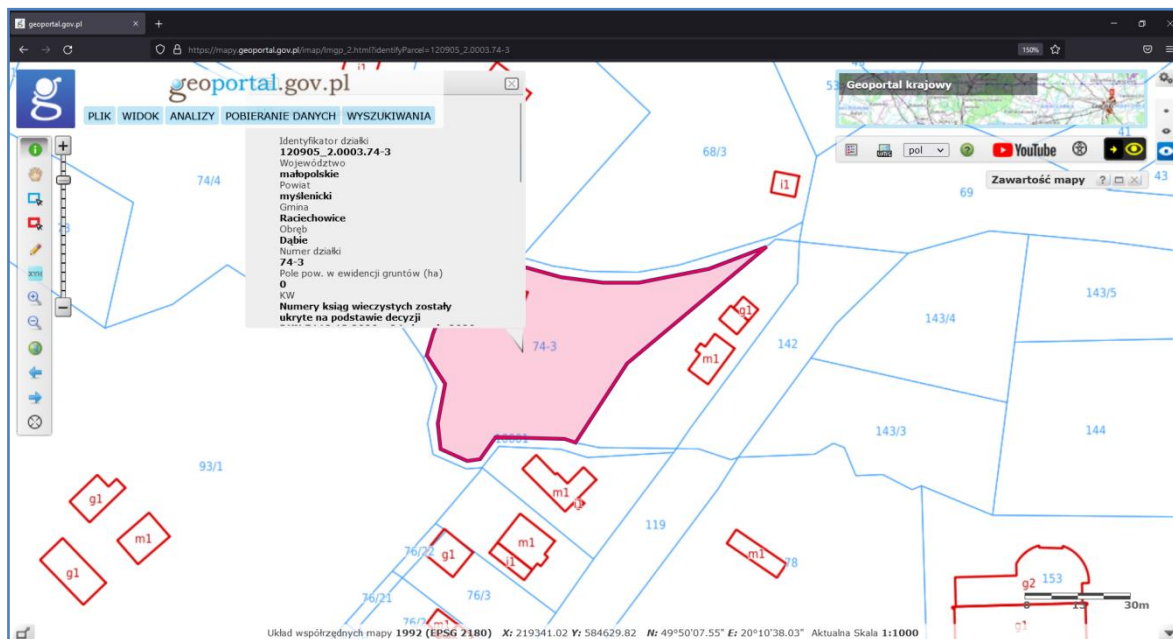 geoportal.gov.pl
https://mapy.geoportal.gov.pl/imap/Imgp_2.html?identifyParcel=120905_2.0003.74-3
150%
geoportal.gov.pl
PLIK WIDOK ANALIZY POBIERANIE DANYCH WYSZUKIWANIA
Identyfikator działki
120905_2.0003.74-3
Województwo
małopolskie
Powiat
myślenicki
Gmina
Raciechowice
Obręb
Dąbie
Numer działki
74-3
Pole pow. w ewidencji gruntów (ha)
0
KW
Numery ksiąg wieczystych zostały
ukryte na podstawie decyzji
Geoportal krajowy
pol
YouTube
Zawartość mapy
i1
41
43
53
68/3
i1
69
74/4
XYH
143/5
143/4
g1
142
m1
74-3
143/3
144
93/1
g1
m1
g1
m1
i1
119
m1
78
76/22
g1
m1
i1
76/3
76/21
m1
g2 153
g1
0 15 30m
Układ współrzędnych mapy 1992 (EPSG 2180) X: 219341.02 Y: 584629.82 N: 49°50'07.55" E: 20°10'38.03" Aktualna Skala 1:1000